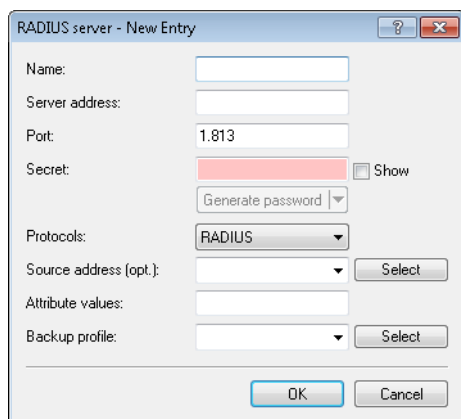 RADIUS server - New Entry
Name:
Server address:
Port: 1.813
Secret: Show
Generate password
Protocols: RADIUS
Source address (opt.): Select
Attribute values:
Backup profile: Select
OK Cancel